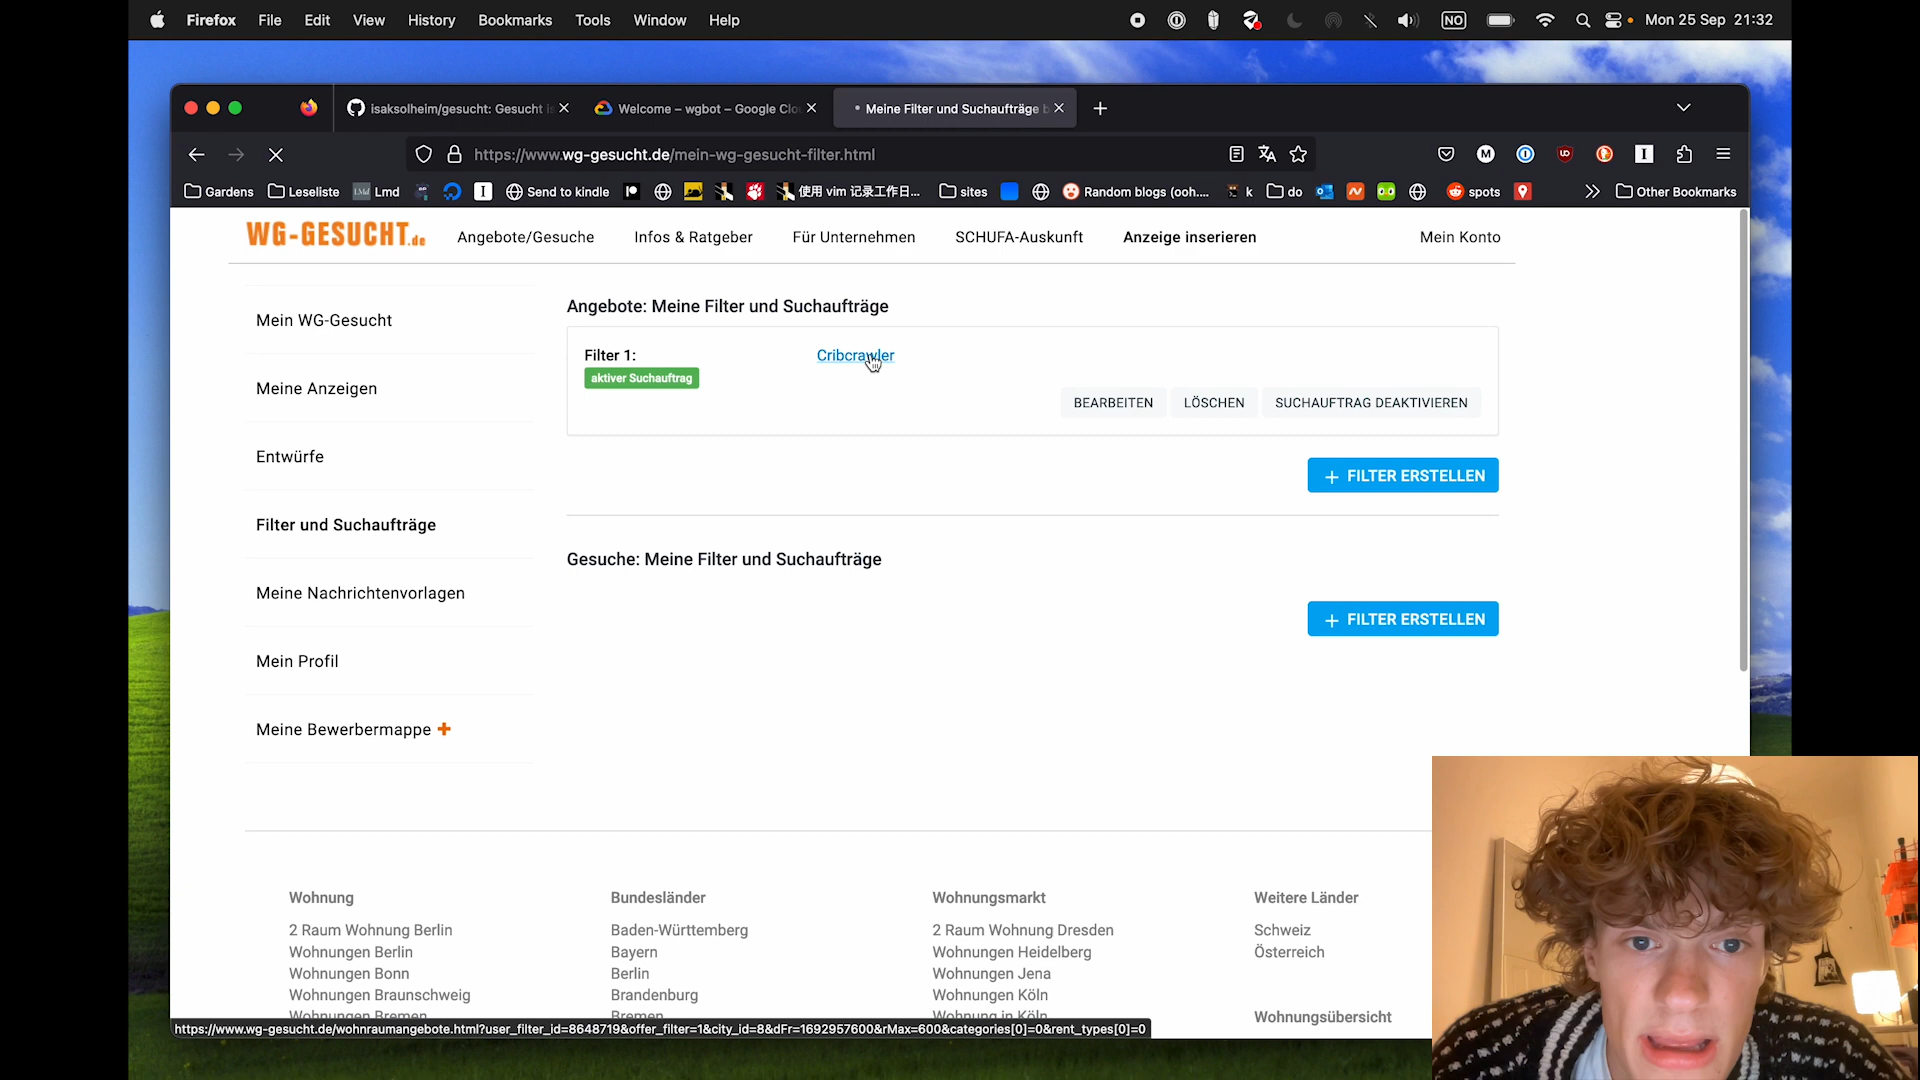 Firefox File Edit View History Bookmarks Tools Window Help NO Mon 25 Sep 21:32
isaksolheim/gesucht: Gesucht is Welcome – wgbot – Google Clo Meine Filter und Suchaufträge b
https://www.wg-gesucht.de/mein-wg-gesucht-filter.html
Gardens Leseliste Lmd Send to kindle 使用 vim 记录工作日... sites Random blogs (ooh.... k do spots Other Bookmarks
WG-GESUCHT.de Angebote/Gesuche Infos & Ratgeber Für Unternehmen SCHUFA-Auskunft Anzeige inserieren Mein Konto
Mein WG-Gesucht
Meine Anzeigen
Entwürfe
Filter und Suchaufträge
Meine Nachrichtenvorlagen
Mein Profil
Meine Bewerbermappe
Angebote: Meine Filter und Suchaufträge
Filter 1: Cribcrawler
aktiver Suchauftrag
BEARBEITEN LÖSCHEN SUCHAUFTRAG DEAKTIVIEREN
+ FILTER ERSTELLEN
Gesuche: Meine Filter und Suchaufträge
+ FILTER ERSTELLEN
Wohnung
2 Raum Wohnung Berlin
Wohnungen Berlin
Wohnungen Bonn
Wohnungen Braunschweig
Wohnungen Bremen
Bundesländer
Baden-Württemberg
Bayern
Berlin
Brandenburg
Bremen
Wohnungsmarkt
2 Raum Wohnung Dresden
Wohnungen Heidelberg
Wohnungen Jena
Wohnungen Köln
Wohnung in Köln
Weitere Länder
Schweiz
Österreich
Wohnungsübersicht
https://www.wg-gesucht.de/wohnraumangebote.html?user_filter_id=8648719&offer_filter=1&city_id=8&dFr=1692957600&rMax=600&categories[0]=0&rent_types[0]=0